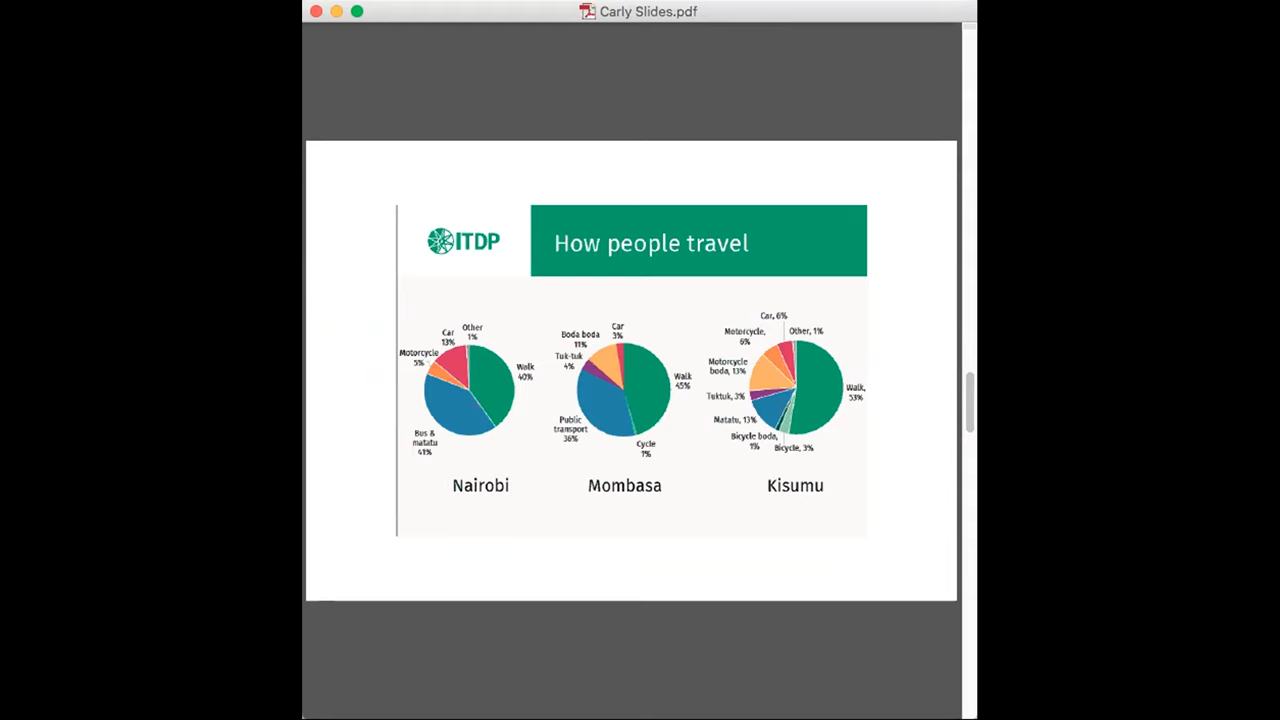 Carly Slides.pdf
ITDP
How people travel
Other
1%
Car
13%
Motorcycle
5%
Walk
40%
Bus &
matatu
41%
Nairobi
Car
3%
Boda boda
11%
Tuk-tuk
4%
Walk
45%
Public
transport
36%
Cycle
1%
Mombasa
Car, 6%
Other, 1%
Motorcycle,
6%
Motorcycle
boda, 13%
Walk,
53%
Tuktuk, 3%
Matatu, 13%
Bicycle boda,
1%
Bicycle, 3%
Kisumu